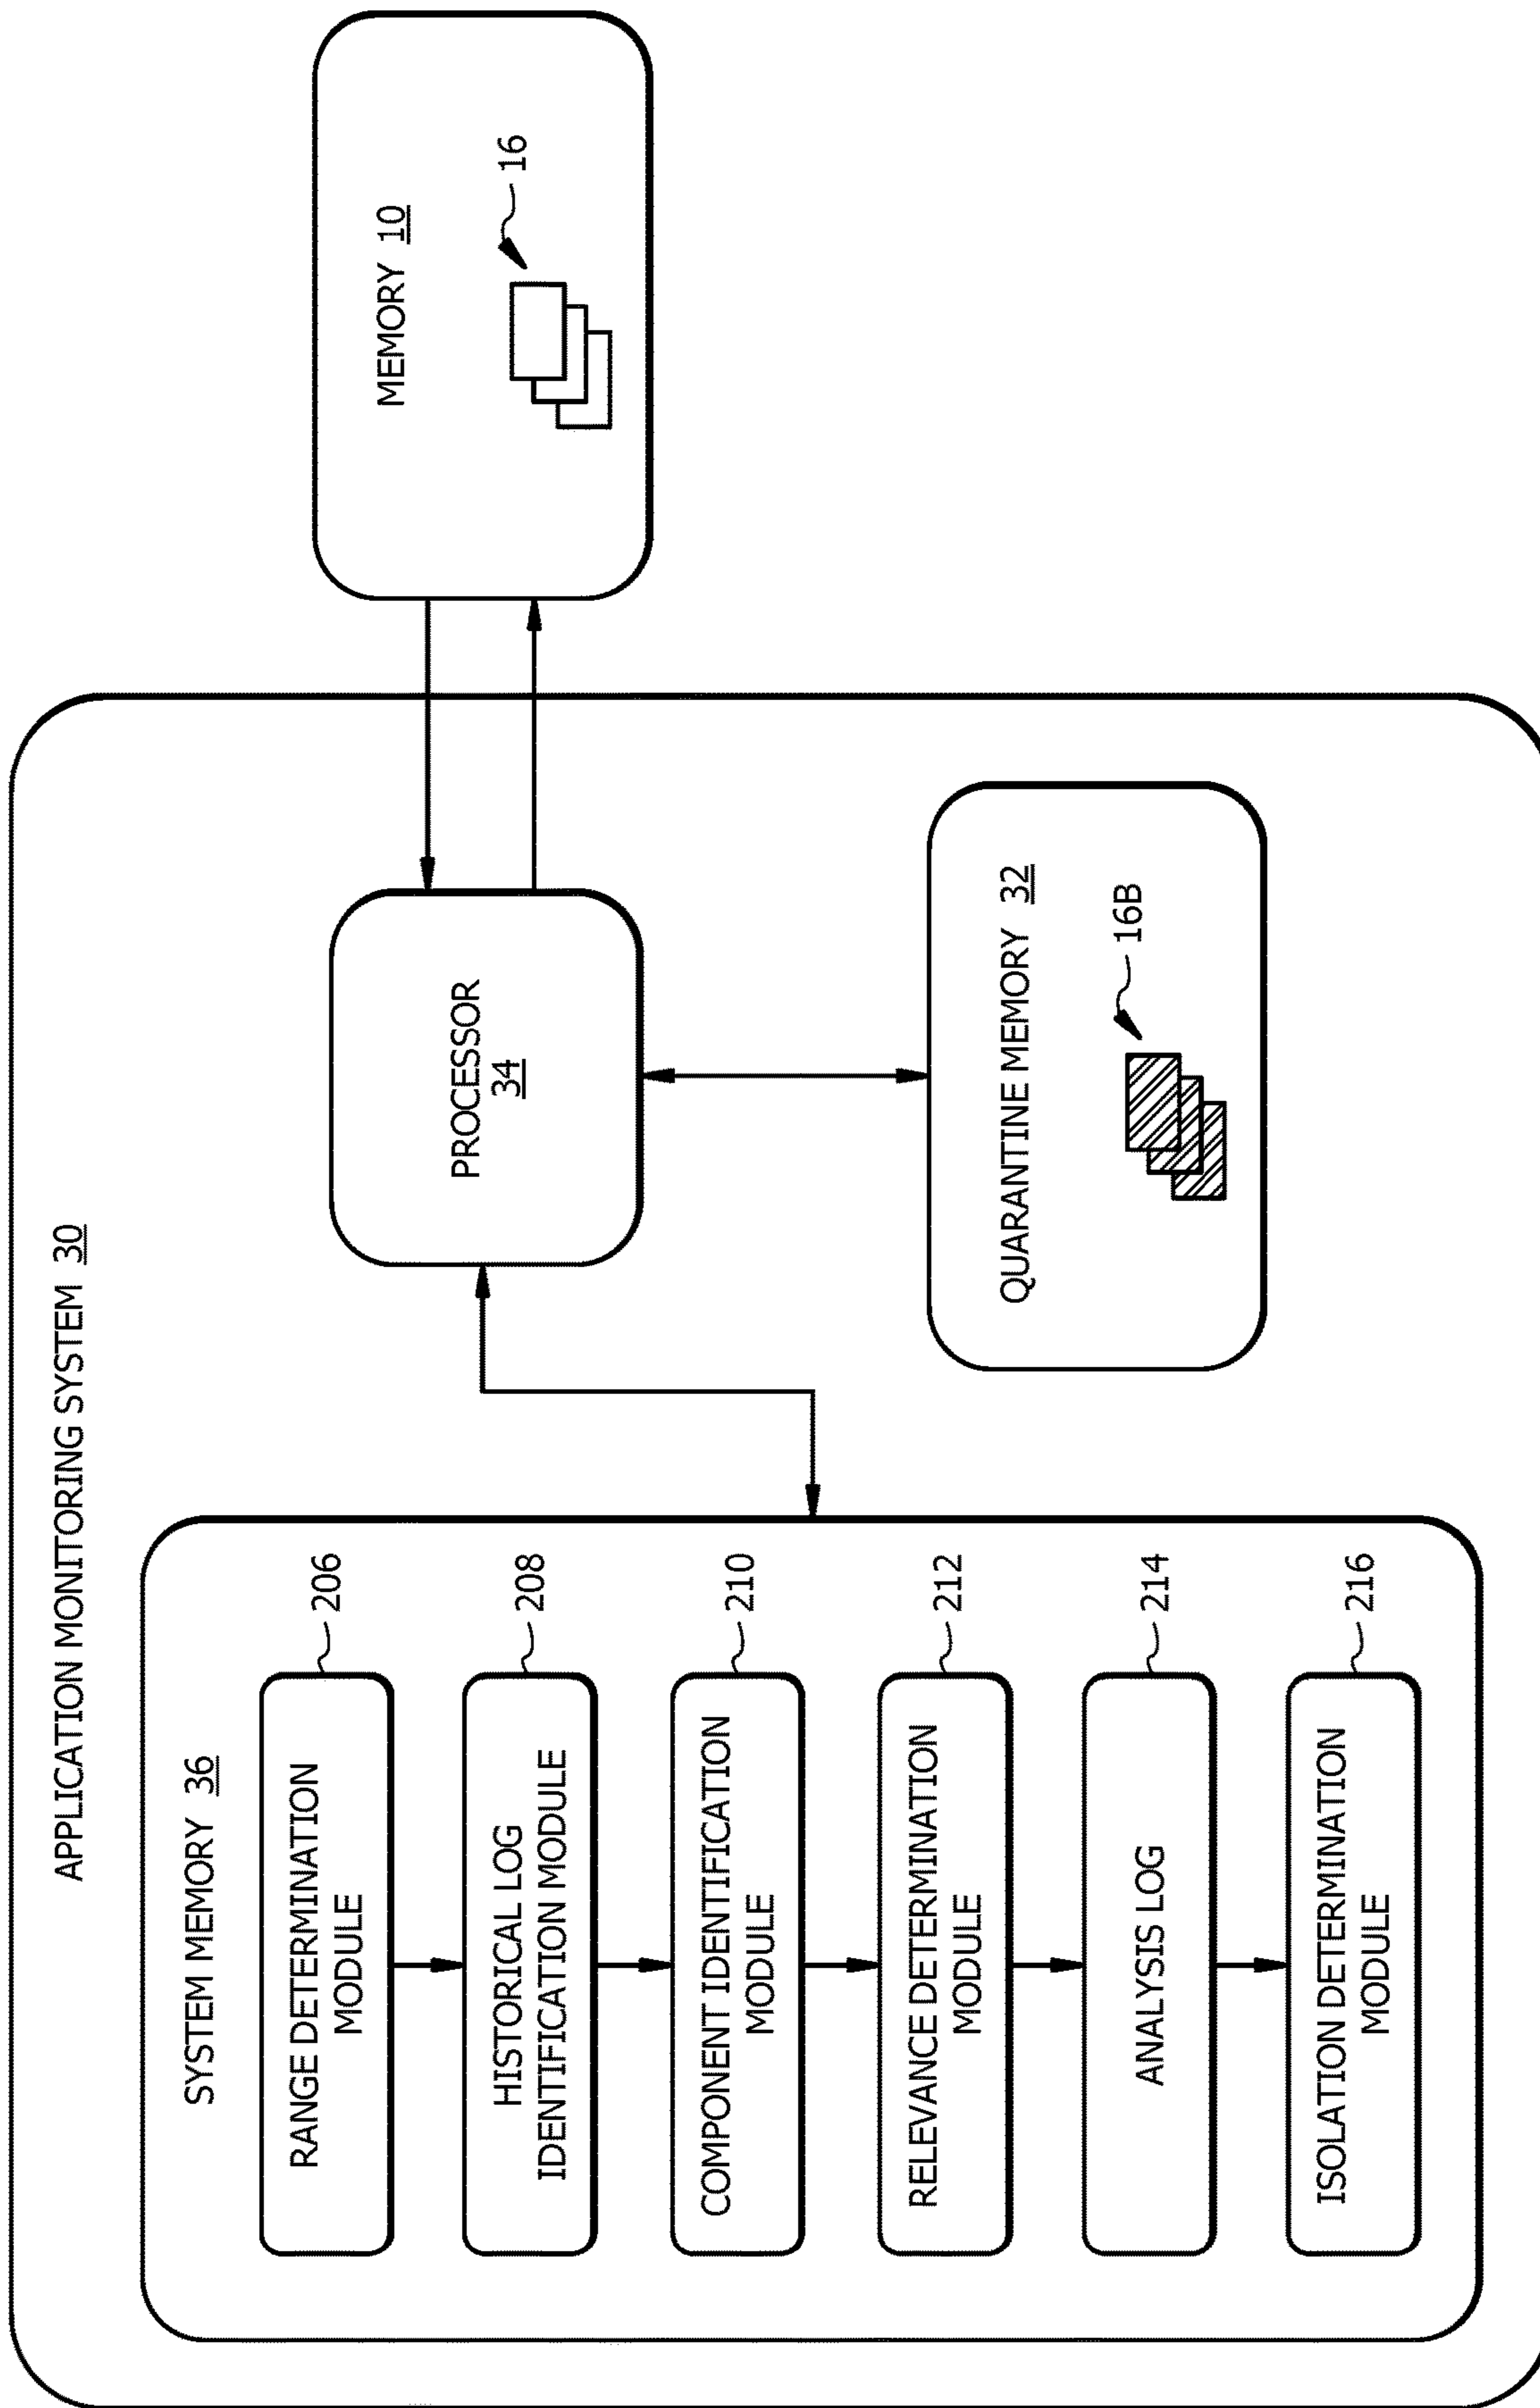 APPLICATION MONITORING SYSTEM 30
SYSTEM MEMORY 36
RANGE DETERMINATION
MODULE
206
HISTORICAL LOG
IDENTIFICATION MODULE
208
COMPONENT IDENTIFICATION
MODULE
210
RELEVANCE DETERMINATION
MODULE
212
ANALYSIS LOG
214
ISOLATION DETERMINATION
MODULE
216
PROCESSOR
34
QUARANTINE MEMORY 32
16B
MEMORY 10
16